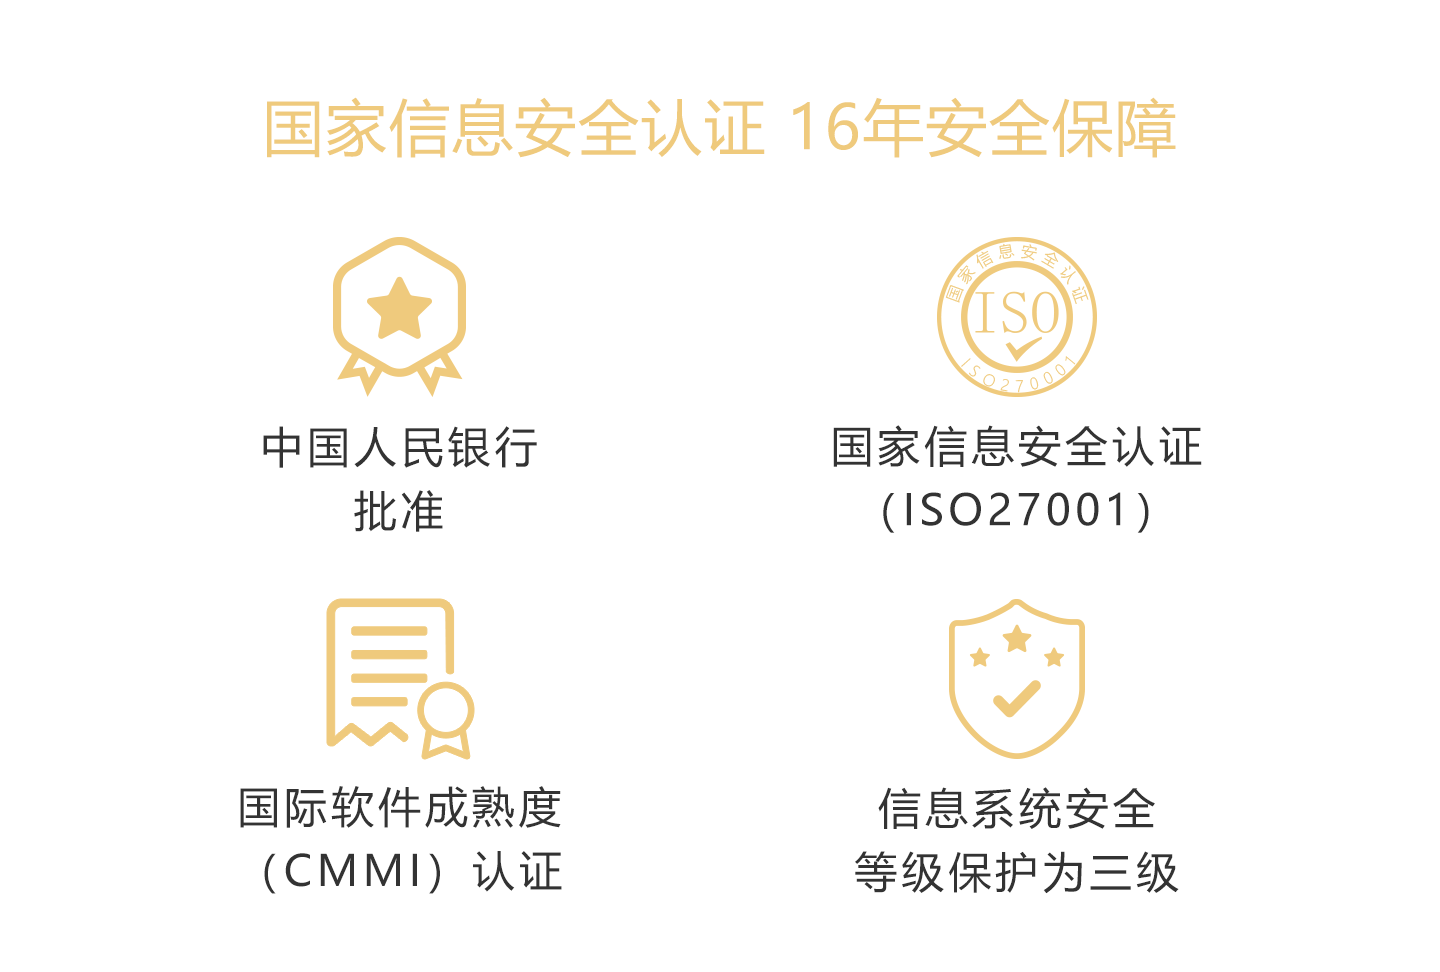 国家信息安全认证 16年安全保障
国家信息安全认证
ISO
ISO270001
中国人民银行
批准
国家信息安全认证
（ISO27001）
国际软件成熟度
（CMMI）认证
信息系统安全
等级保护为三级